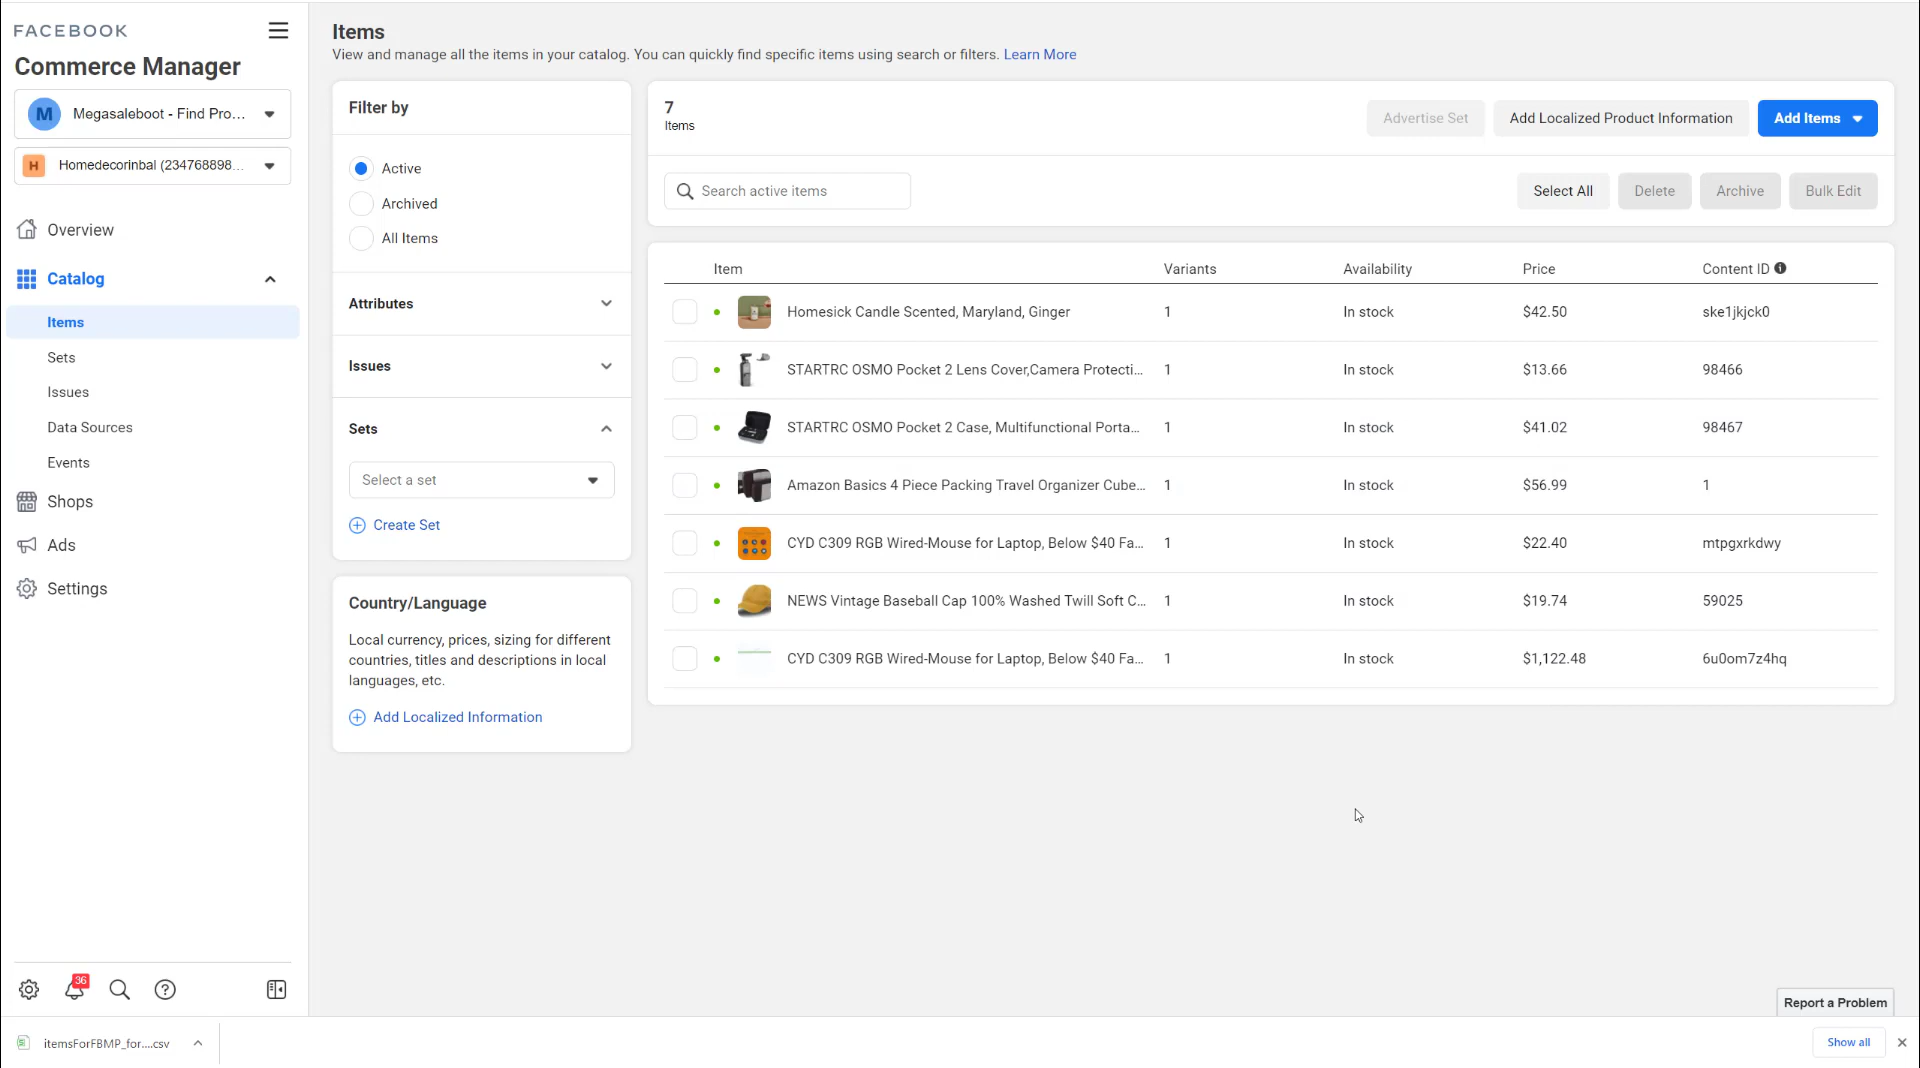 FACEBOOK
Commerce Manager
M
Megasaleboot - Find Pro...
H
Homedecorinbal (234768898...
Overview
Catalog
Items
Sets
Issues
Data Sources
Events
Shops
Ads
Settings
36
Items
View and manage all the items in your catalog. You can quickly find specific items using search or filters. Learn More
Filter by
Active
Archived
All Items
Attributes
Issues
Sets
Select a set
Create Set
Country/Language
Local currency, prices, sizing for different
countries, titles and descriptions in local
languages, etc.
Add Localized Information
7
Items
Advertise Set
Add Localized Product Information
Add Items
Search active items
Select All
Delete
Archive
Bulk Edit
Item Variants Availability Price Content ID
Homesick Candle Scented, Maryland, Ginger 1 In stock $42.50 ske1jkjck0
STARTRC OSMO Pocket 2 Lens Cover,Camera Protecti... 1 In stock $13.66 98466
STARTRC OSMO Pocket 2 Case, Multifunctional Porta... 1 In stock $41.02 98467
Amazon Basics 4 Piece Packing Travel Organizer Cube... 1 In stock $56.99 1
CYD C309 RGB Wired-Mouse for Laptop, Below $40 Fa... 1 In stock $22.40 mtpgxrkdwy
NEWS Vintage Baseball Cap 100% Washed Twill Soft C... 1 In stock $19.74 59025
CYD C309 RGB Wired-Mouse for Laptop, Below $40 Fa... 1 In stock $1,122.48 6u0om7z4hq
Report a Problem
itemsForFBMP_for....csv
Show all